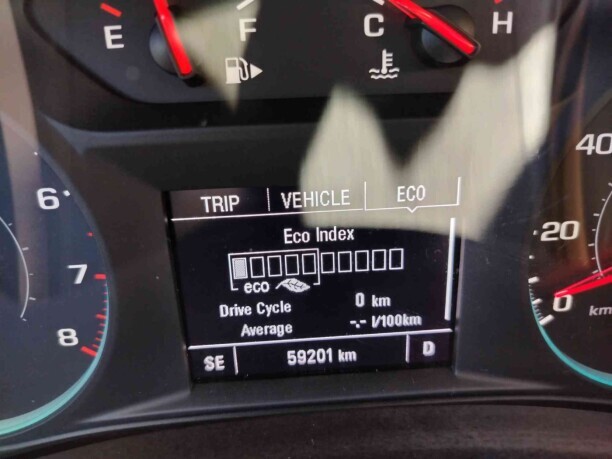 E F C H
TRIP VEHICLE ECO
Eco Index
eco
Drive Cycle 0 km
Average -.- l/100km
SE 59201 km D
6
7
8
40
20
0
km